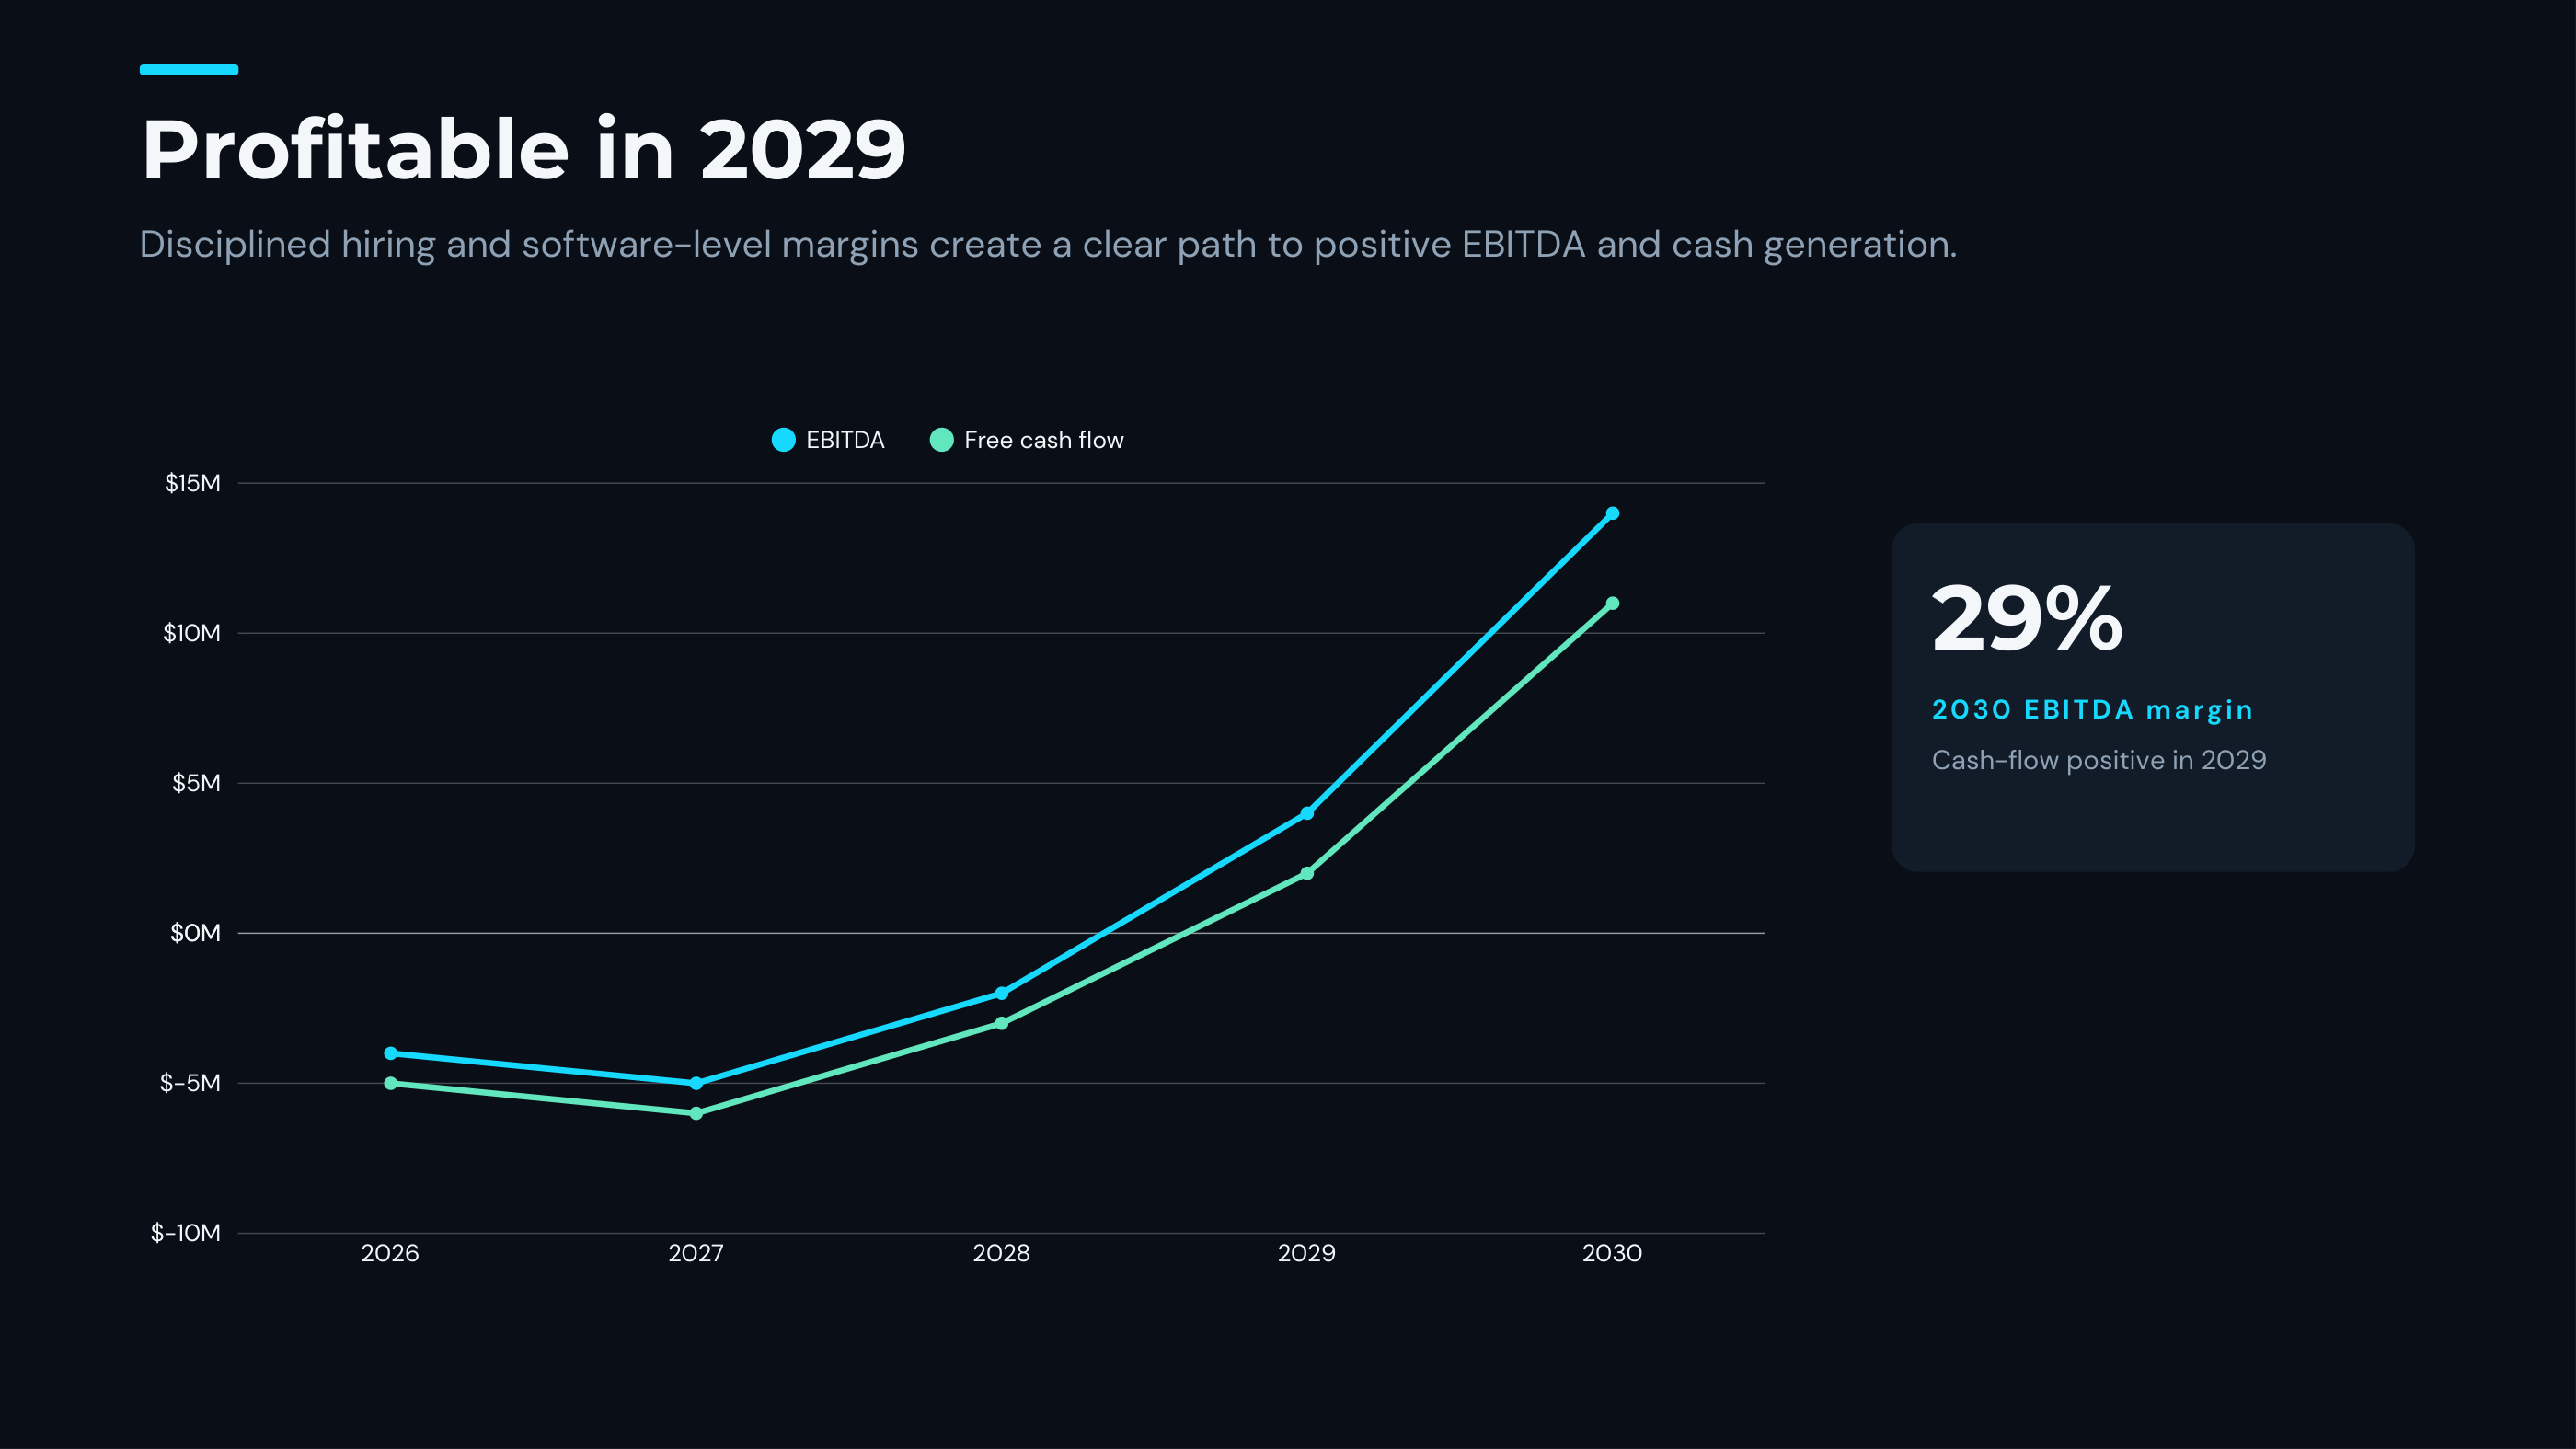 Profitable in 2029
Disciplined hiring and software-level margins create a clear path to positive EBITDA and cash generation.
EBITDA
Free cash flow
$15M
$10M
$5M
$0M
$-5M
$-10M
2026
2027
2028
2029
2030
29%
2030 EBITDA margin
Cash-flow positive in 2029